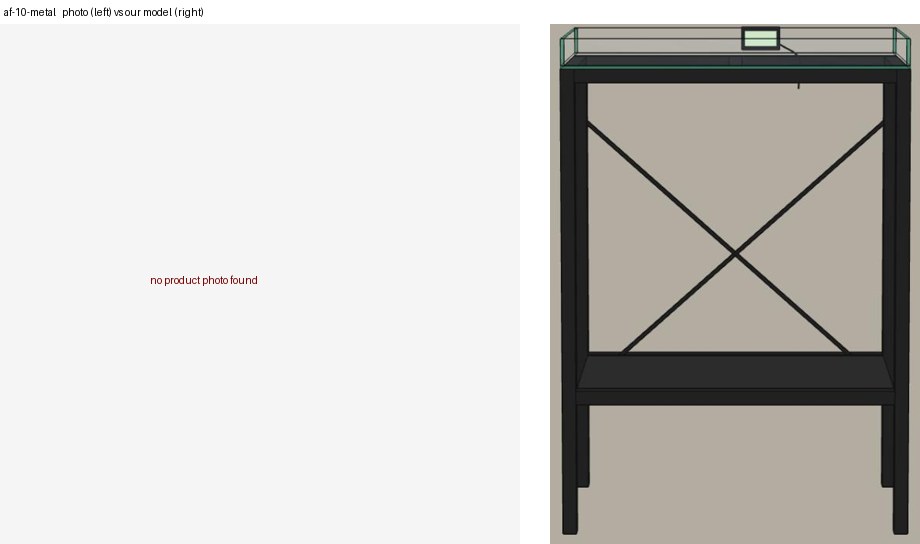 af-10-metal photo (left) vs our model (right)
no product photo found